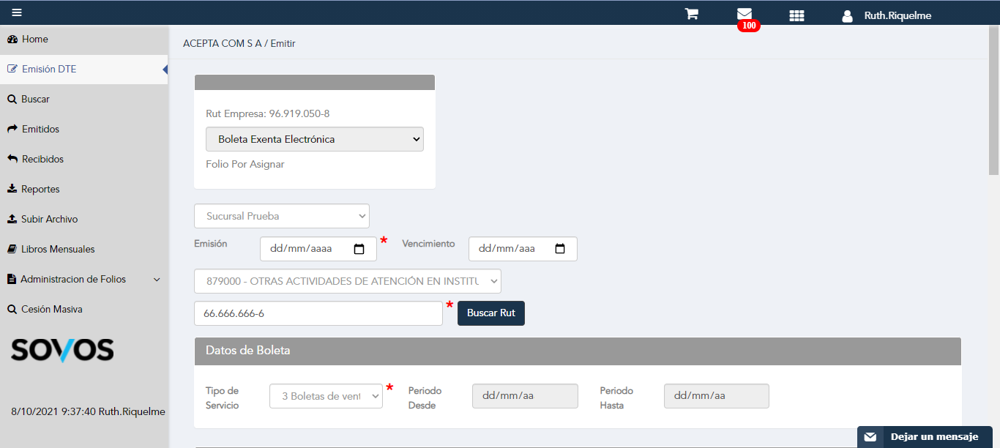 100
Ruth.Riquelme
Home
Emisión DTE
Buscar
Emitidos
Recibidos
Reportes
Subir Archivo
Libros Mensuales
Administracion de Folios
Cesión Masiva
SOVOS
8/10/2021 9:37:40 Ruth.Riquelme
ACEPTA COM S A / Emitir
Rut Empresa: 96.919.050-8
Boleta Exenta Electrónica
Folio Por Asignar
Sucursal Prueba
Emisión dd/mm/aaaa * Vencimiento dd/mm/aaa
879000 - OTRAS ACTIVIDADES DE ATENCIÓN EN INSTITU
66.666.666-6 * Buscar Rut
Datos de Boleta
Tipo de Servicio 3 Boletas de vent * Periodo Desde dd/mm/aa Periodo Hasta dd/mm/aa
Dejar un mensaje